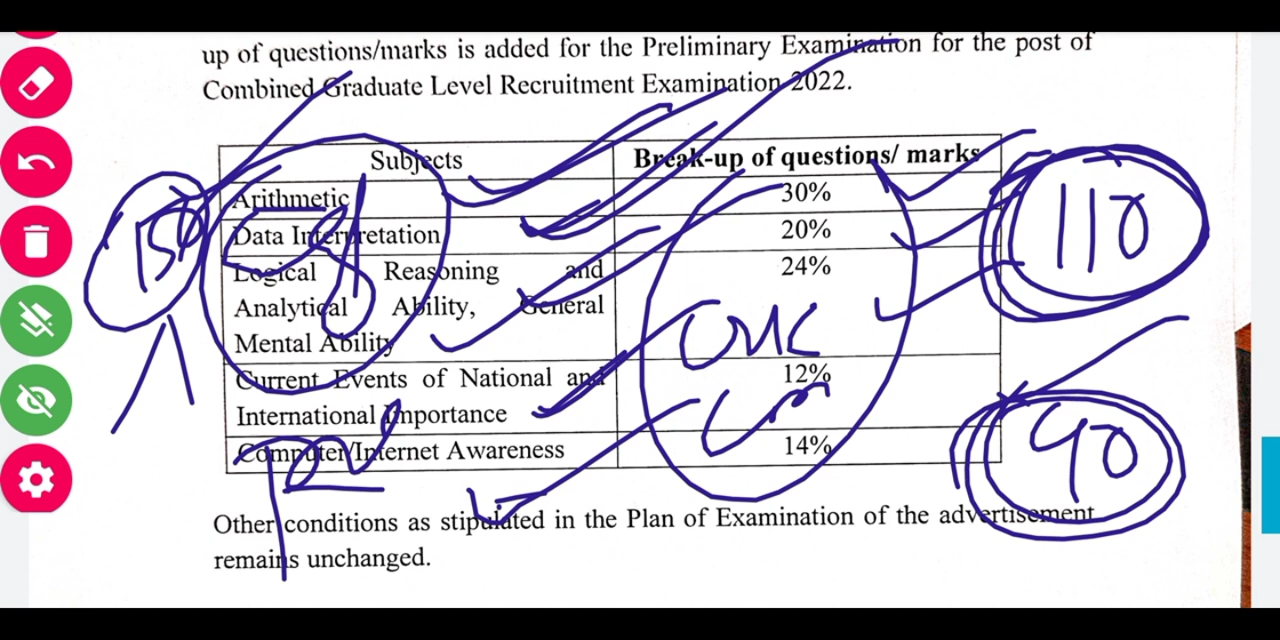 up of questions/marks is added for the Preliminary Examination for the post of
Combined Graduate Level Recruitment Examination 2022.
Subjects Break-up of questions/ marks
Arithmetic 30%
Data Interpretation 20%
Logical Reasoning and 24%
Analytical Ability, General
Mental Ability
Current Events of National and 12%
International Importance
Computer/Internet Awareness 14%
Other conditions as stipulated in the Plan of Examination of the advertisement
remains unchanged.
150
110
90